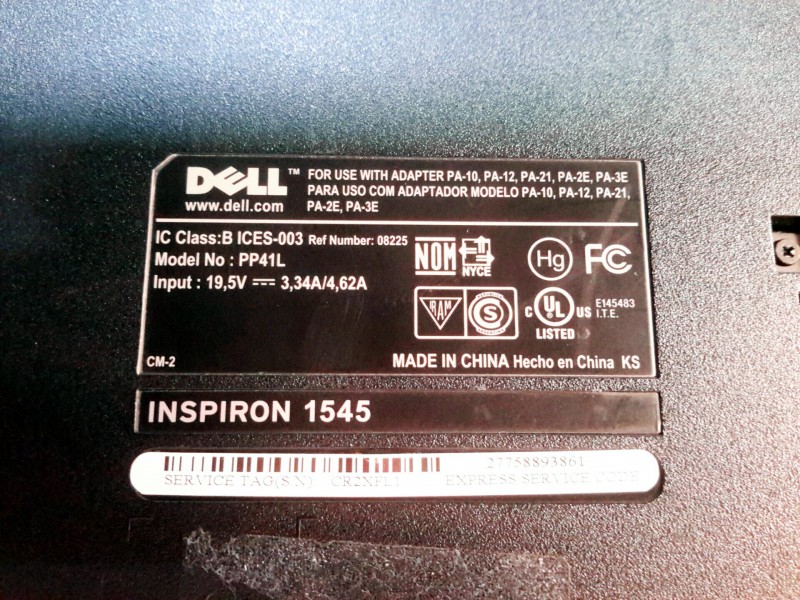 DELL™
www.dell.com
FOR USE WITH ADAPTER PA-10, PA-12, PA-21, PA-2E, PA-3E
PARA USO COM ADAPTADOR MODELO PA-10, PA-12, PA-21,
PA-2E, PA-3E
IC Class:B ICES-003 Ref Number: 08225
Model No : PP41L
Input : 19,5V ⎓ 3,34A/4,62A
NOM NYCE
Hg
FC
IRAM
S
C UL US
LISTED
E145483
I.T.E.
CM-2
MADE IN CHINA Hecho en China KS
INSPIRON 1545
27758893861
SERVICE TAG(S/N) CR2XFL1
EXPRESS SERVICE CODE